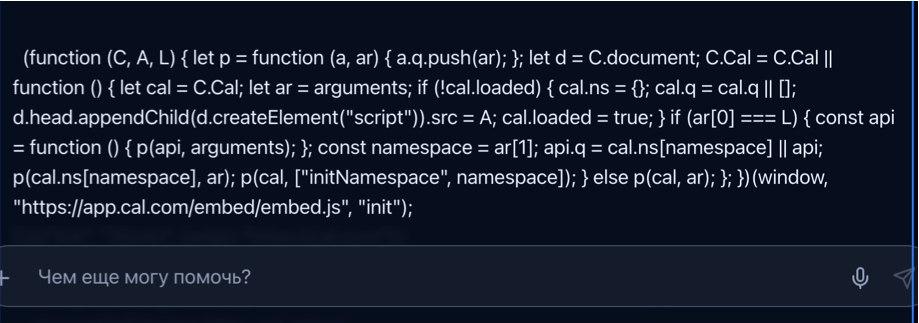 (function (C, A, L) { let p = function (a, ar) { a.q.push(ar); }; let d = C.document; C.Cal = C.Cal ||
function () { let cal = C.Cal; let ar = arguments; if (!cal.loaded) { cal.ns = {}; cal.q = cal.q || [];
d.head.appendChild(d.createElement("script")).src = A; cal.loaded = true; } if (ar[0] === L) { const api
= function () { p(api, arguments); }; const namespace = ar[1]; api.q = cal.ns[namespace] || api;
p(cal.ns[namespace], ar); p(cal, ["initNamespace", namespace]); } else p(cal, ar); }; })(window,
"https://app.cal.com/embed/embed.js", "init");
Чем еще могу помочь?